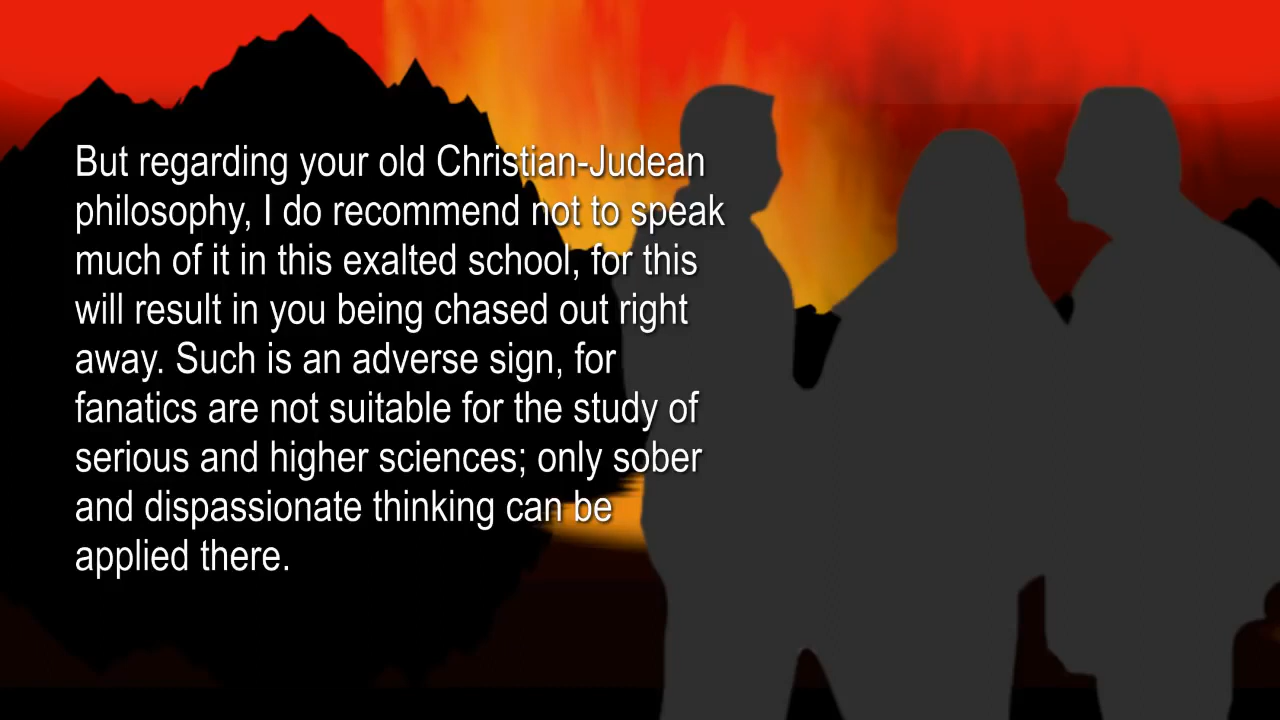 But regarding your old Christian-Judean
philosophy, I do recommend not to speak
much of it in this exalted school, for this
will result in you being chased out right
away. Such is an adverse sign, for
fanatics are not suitable for the study of
serious and higher sciences; only sober
and dispassionate thinking can be
applied there.